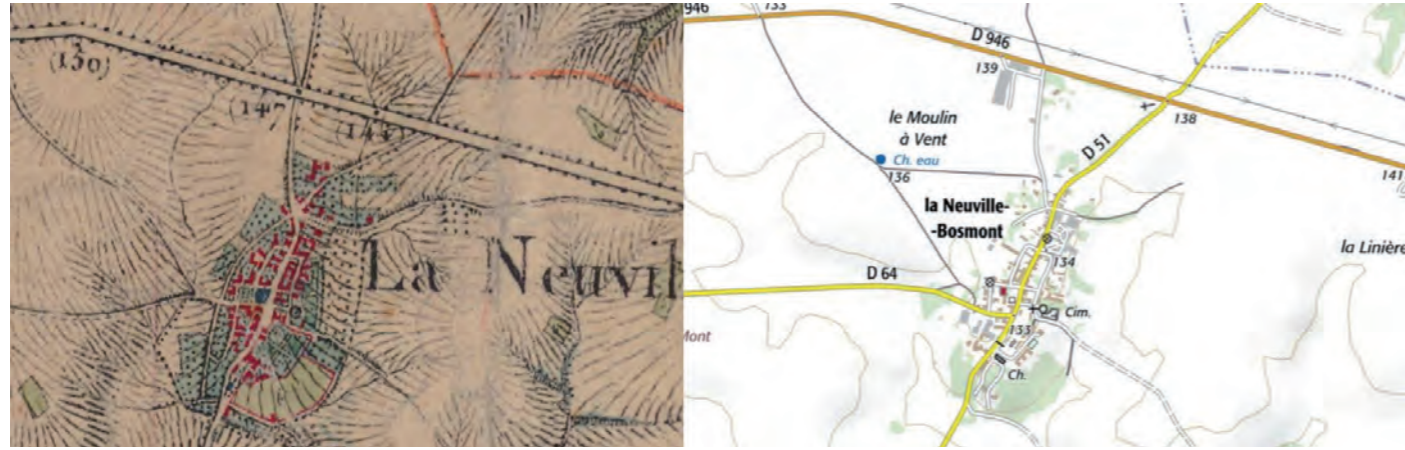 (130)
(147
(144)
La Neuvil
946
133
D 946
139
138
le Moulin
à Vent
D 51
Ch. eau
136
141
la Neuville-
-Bosmont
la Linière
134
D 64
Cim.
Mont
133
Ch.